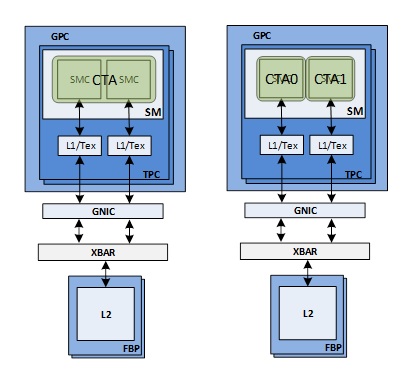 GPC
SMC CTA SMC
SM
L1/Tex L1/Tex
TPC
GNIC
XBAR
L2
FBP
GPC
CTA0 CTA1
SM
L1/Tex L1/Tex
TPC
GNIC
XBAR
L2
FBP